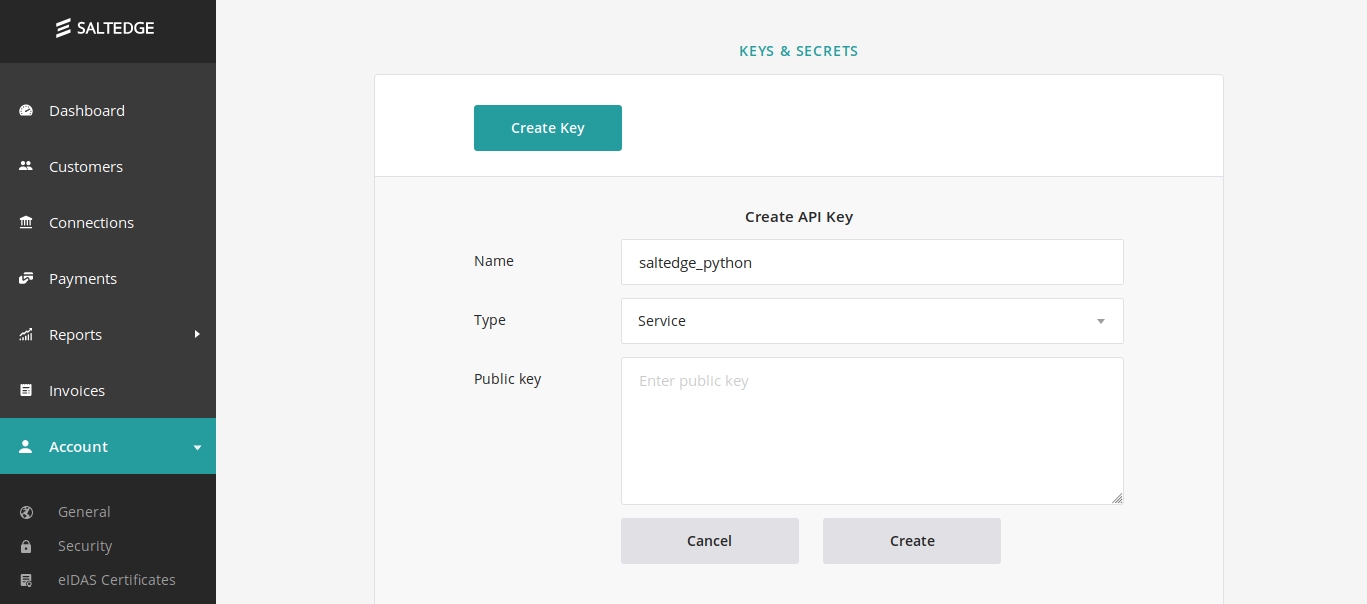 SALTEDGE
Dashboard
Customers
Connections
Payments
Reports
Invoices
Account
General
Security
eIDAS Certificates
KEYS & SECRETS
Create Key
Create API Key
Name
saltedge_python
Type
Service
Public key
Enter public key
Cancel
Create